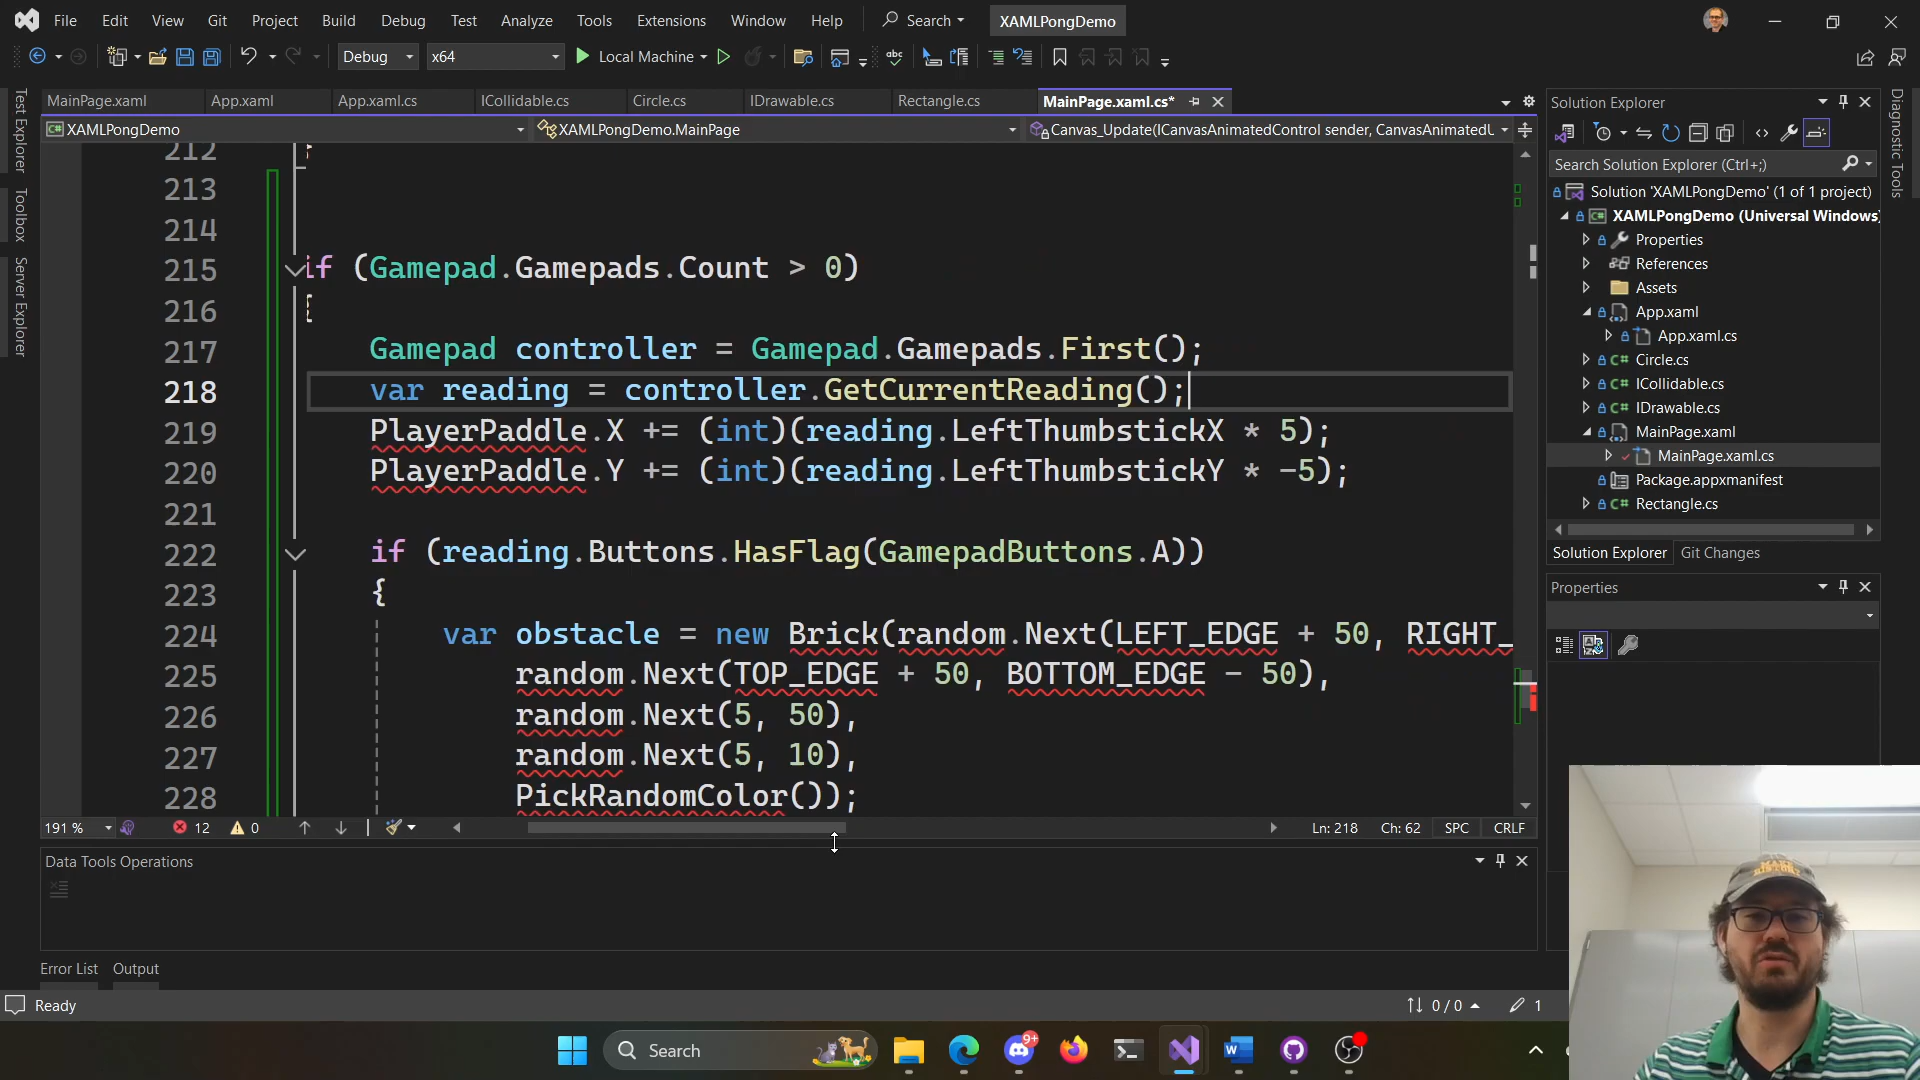 File Edit View Git Project Build Debug Test Analyze Tools Extensions Window Help Search XAMLPongDemo
Debug x64 Local Machine
MainPage.xaml App.xaml App.xaml.cs ICollidable.cs Circle.cs IDrawable.cs Rectangle.cs MainPage.xaml.cs*
XAMLPongDemo XAMLPongDemo.MainPage Canvas_Update(ICanvasAnimatedControl sender, CanvasAnimatedU
Test Explorer
Toolbox
Server Explorer
212 }
213
214
215 if (Gamepad.Gamepads.Count > 0)
216 {
217 Gamepad controller = Gamepad.Gamepads.First();
218 var reading = controller.GetCurrentReading();
219 PlayerPaddle.X += (int)(reading.LeftThumbstickX * 5);
220 PlayerPaddle.Y += (int)(reading.LeftThumbstickY * -5);
221
222 if (reading.Buttons.HasFlag(GamepadButtons.A))
223 {
224 var obstacle = new Brick(random.Next(LEFT_EDGE + 50, RIGHT_
225 random.Next(TOP_EDGE + 50, BOTTOM_EDGE - 50),
226 random.Next(5, 50),
227 random.Next(5, 10),
228 PickRandomColor());
191 % 12 0 Ln: 218 Ch: 62 SPC CRLF
Data Tools Operations
Error List Output
Ready 0 / 0 1
Solution Explorer
Search Solution Explorer (Ctrl+;)
Solution 'XAMLPongDemo' (1 of 1 project)
XAMLPongDemo (Universal Windows)
Properties
References
Assets
App.xaml
App.xaml.cs
C# Circle.cs
C# ICollidable.cs
C# IDrawable.cs
MainPage.xaml
MainPage.xaml.cs
Package.appxmanifest
C# Rectangle.cs
Solution Explorer Git Changes
Properties
Diagnostic Tools
Search 9+